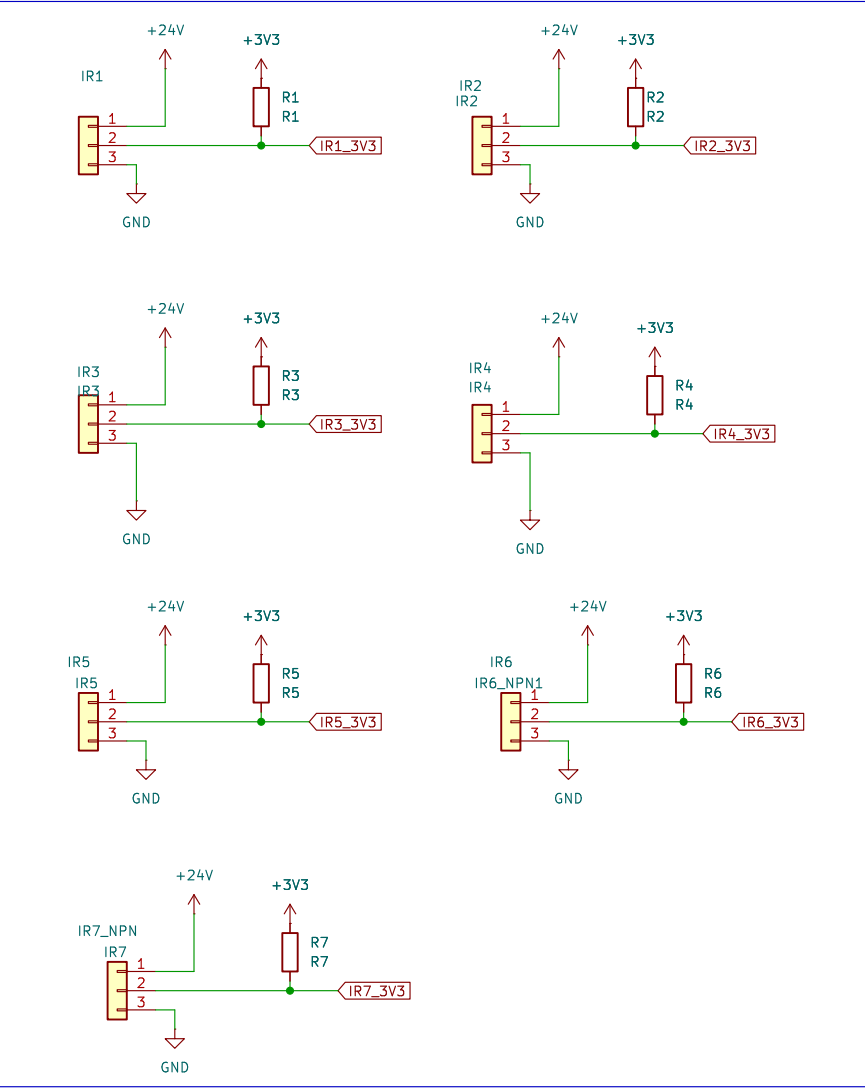 +24V
+3V3
IR1
R1
R1
1
2
3
IR1_3V3
GND
+24V
+3V3
IR2
IR2
R2
R2
1
2
3
IR2_3V3
GND
+24V
+3V3
IR3
IR3
R3
R3
1
2
3
IR3_3V3
GND
+24V
+3V3
IR4
IR4
R4
R4
1
2
3
IR4_3V3
GND
+24V
+3V3
IR5
IR5
R5
R5
1
2
3
IR5_3V3
GND
+24V
+3V3
IR6
IR6_NPN1
R6
R6
1
2
3
IR6_3V3
GND
+24V
+3V3
IR7_NPN
IR7
R7
R7
1
2
3
IR7_3V3
GND